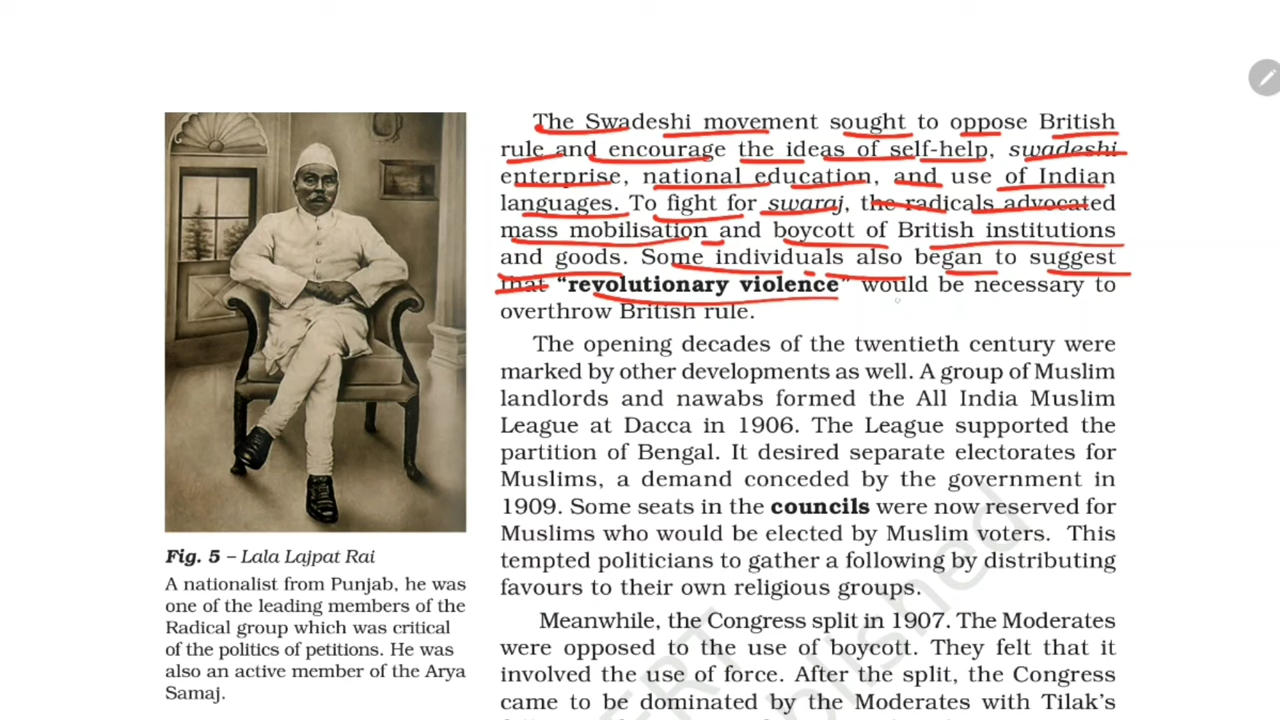 The Swadeshi movement sought to oppose British
rule and encourage the ideas of self-help, swadeshi
enterprise, national education, and use of Indian
languages. To fight for swaraj, the radicals advocated
mass mobilisation and boycott of British institutions
and goods. Some individuals also began to suggest
that “revolutionary violence” would be necessary to
overthrow British rule.
The opening decades of the twentieth century were
marked by other developments as well. A group of Muslim
landlords and nawabs formed the All India Muslim
League at Dacca in 1906. The League supported the
partition of Bengal. It desired separate electorates for
Muslims, a demand conceded by the government in
1909. Some seats in the councils were now reserved for
Muslims who would be elected by Muslim voters. This
tempted politicians to gather a following by distributing
favours to their own religious groups.
Meanwhile, the Congress split in 1907. The Moderates
were opposed to the use of boycott. They felt that it
involved the use of force. After the split, the Congress
came to be dominated by the Moderates with Tilak’s
Fig. 5 – Lala Lajpat Rai
A nationalist from Punjab, he was
one of the leading members of the
Radical group which was critical
of the politics of petitions. He was
also an active member of the Arya
Samaj.